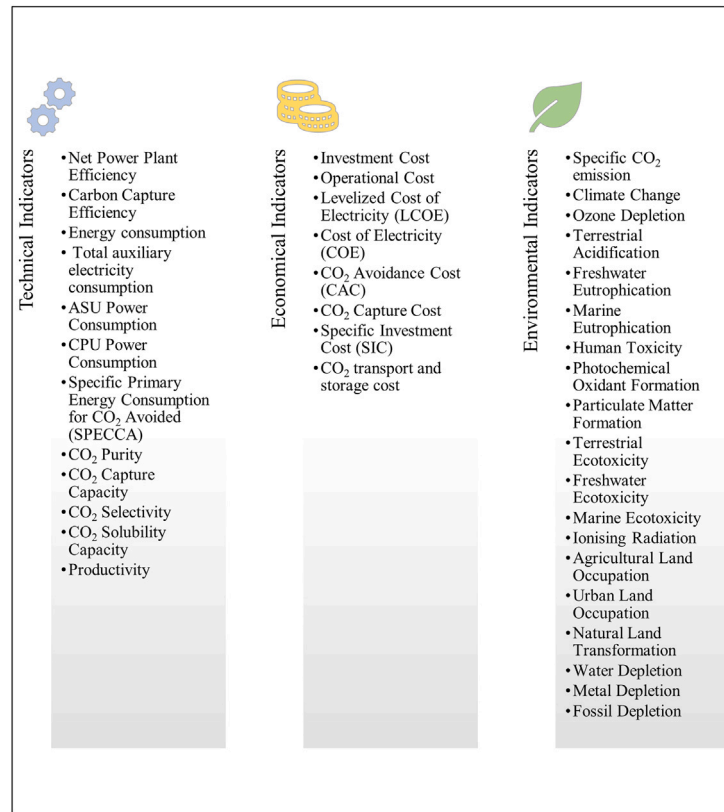 Technical Indicators
•Net Power Plant
Efficiency
•Carbon Capture
Efficiency
•Energy consumption
• Total auxiliary
electricity
consumption
•ASU Power
Consumption
•CPU Power
Consumption
•Specific Primary
Energy Consumption
for CO₂ Avoided
(SPECCA)
•CO₂ Purity
•CO₂ Capture
Capacity
•CO₂ Selectivity
•CO₂ Solubility
Capacity
•Productivity
Economical Indicators
•Investment Cost
•Operational Cost
•Levelized Cost of
Electricity (LCOE)
•Cost of Electricity
(COE)
•CO₂ Avoidance Cost
(CAC)
•CO₂ Capture Cost
•Specific Investment
Cost (SIC)
•CO₂ transport and
storage cost
Environmental Indicators
•Specific CO₂
emission
•Climate Change
•Ozone Depletion
•Terrestrial
Acidification
•Freshwater
Eutrophication
•Marine
Eutrophication
•Human Toxicity
•Photochemical
Oxidant Formation
•Particulate Matter
Formation
•Terrestrial
Ecotoxicity
•Freshwater
Ecotoxicity
•Marine Ecotoxicity
•Ionising Radiation
•Agricultural Land
Occupation
•Urban Land
Occupation
•Natural Land
Transformation
•Water Depletion
•Metal Depletion
•Fossil Depletion